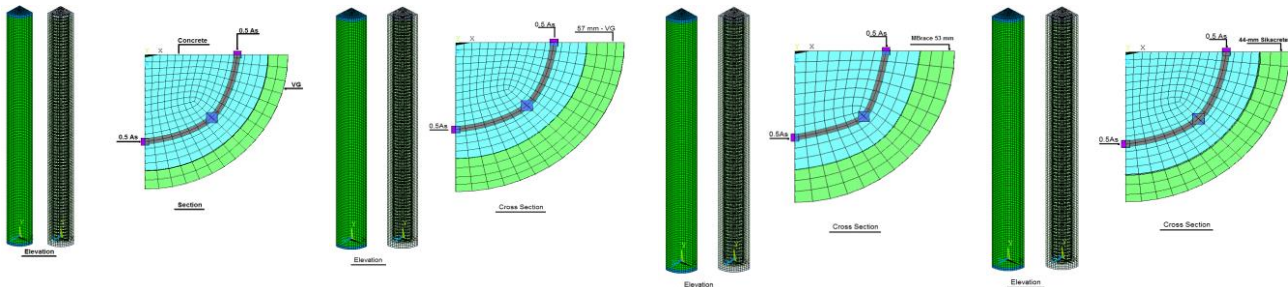 Concrete
0.5 As
X
VG
0.5 As
Section
Elevation
0.5 As
57 mm - VG
X
0.5As
Cross Section
Elevation
0.5 As
MBrace 53 mm
X
0.5As
Cross Section
Elevation
0.5 As
44-mm Sikacrete
X
0.5As
Cross Section
Elevation